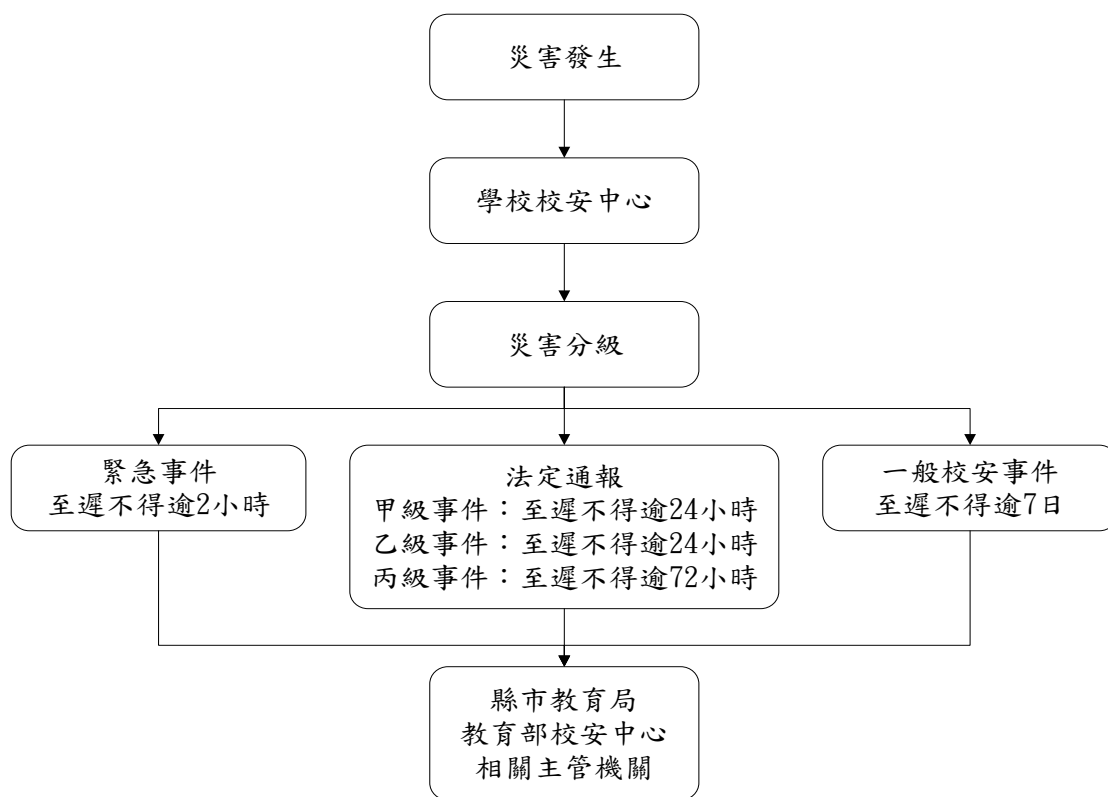 災害發生
學校校安中心
災害分級
緊急事件
至遲不得逾2小時
法定通報
甲級事件：至遲不得逾24小時
乙級事件：至遲不得逾24小時
丙級事件：至遲不得逾72小時
一般校安事件
至遲不得逾7日
縣市教育局
教育部校安中心
相關主管機關